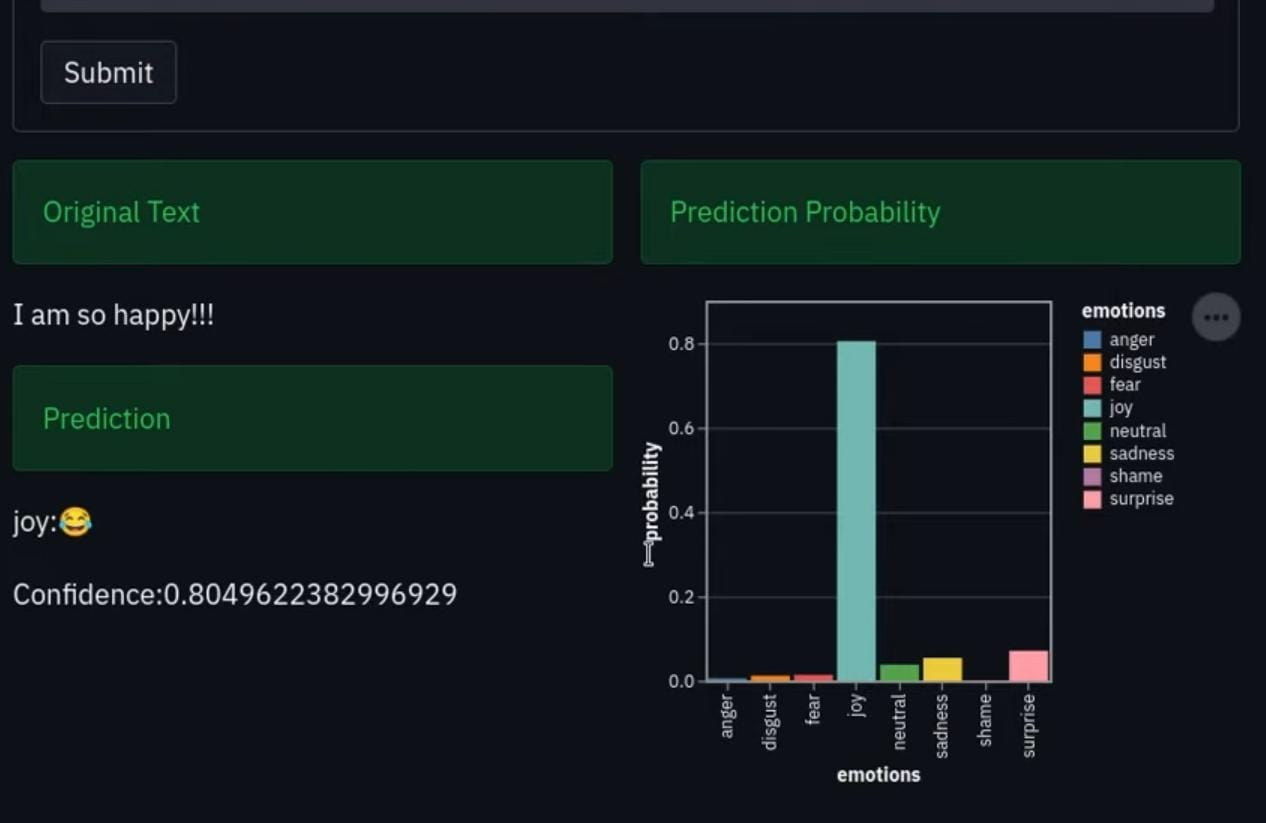 Submit
Original Text
Prediction Probability
I am so happy!!!
Prediction
joy:😂
Confidence:0.8049622382996929
probability
0.8
0.6
0.4
0.2
0.0
anger
disgust
fear
joy
neutral
sadness
shame
surprise
emotions
emotions
anger
disgust
fear
joy
neutral
sadness
shame
surprise